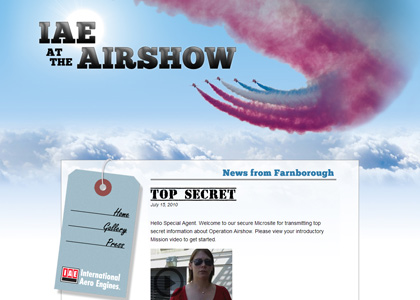 IAE
AT THE AIRSHOW
News from Farnborough
TOP SECRET
July 15, 2010
Hello Special Agent. Welcome to our secure Microsite for transmitting top
secret information about Operation Airshow. Please view your introductory
Mission video to get started.
Home
Gallery
Press
IAE International
Aero Engines.